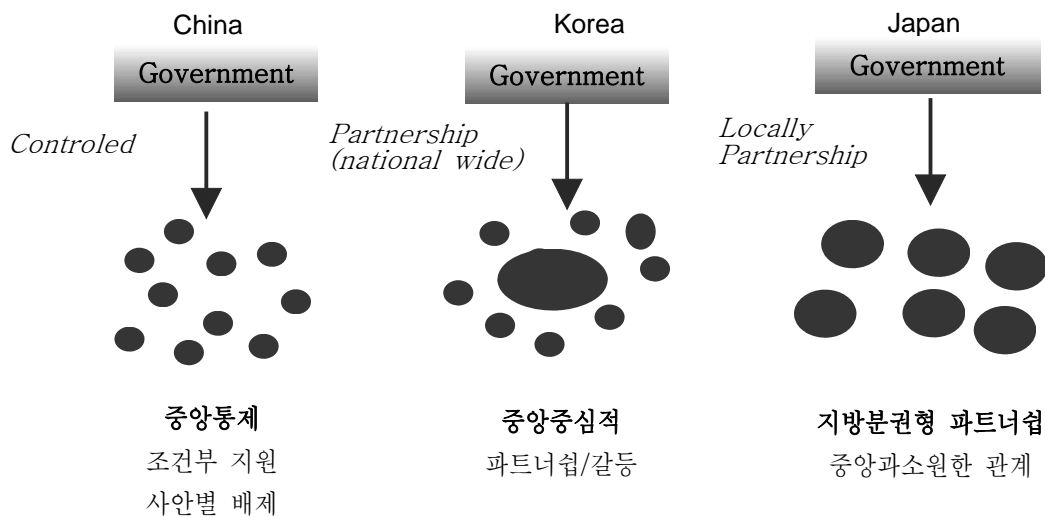 China
Government
Controled
중앙통제
조건부 지원
사안별 배제
Korea
Government
Partnership
(national wide)
중앙중심적
파트너쉽/갈등
Japan
Government
Locally
Partnership
지방분권형 파트너쉽
중앙과소원한 관계